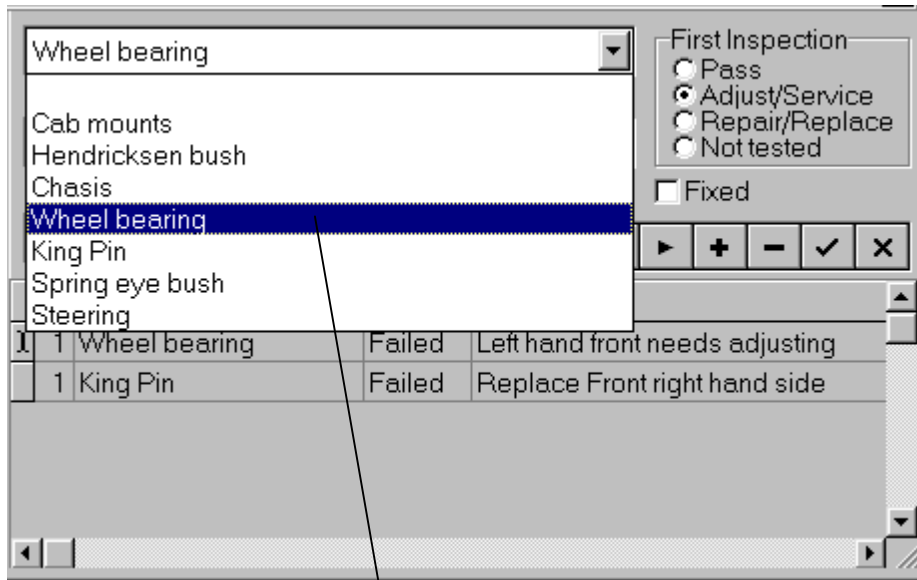 Wheel bearing
Cab mounts
Hendricksen bush
Chasis
Wheel bearing
King Pin
Spring eye bush
Steering
First Inspection
Pass
Adjust/Service
Repair/Replace
Not tested
Fixed
1 Wheel bearing Failed Left hand front needs adjusting
1 King Pin Failed Replace Front right hand side